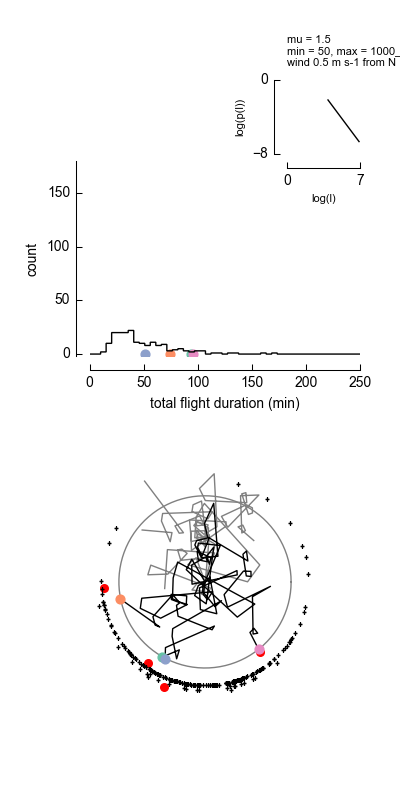 mu = 1.5
min = 50, max = 1000_
wind 0.5 m s-1 from N
0
log(p(l))
−8
0
7
log(l)
150
100
50
0
count
0
50
100
150
200
250
total flight duration (min)